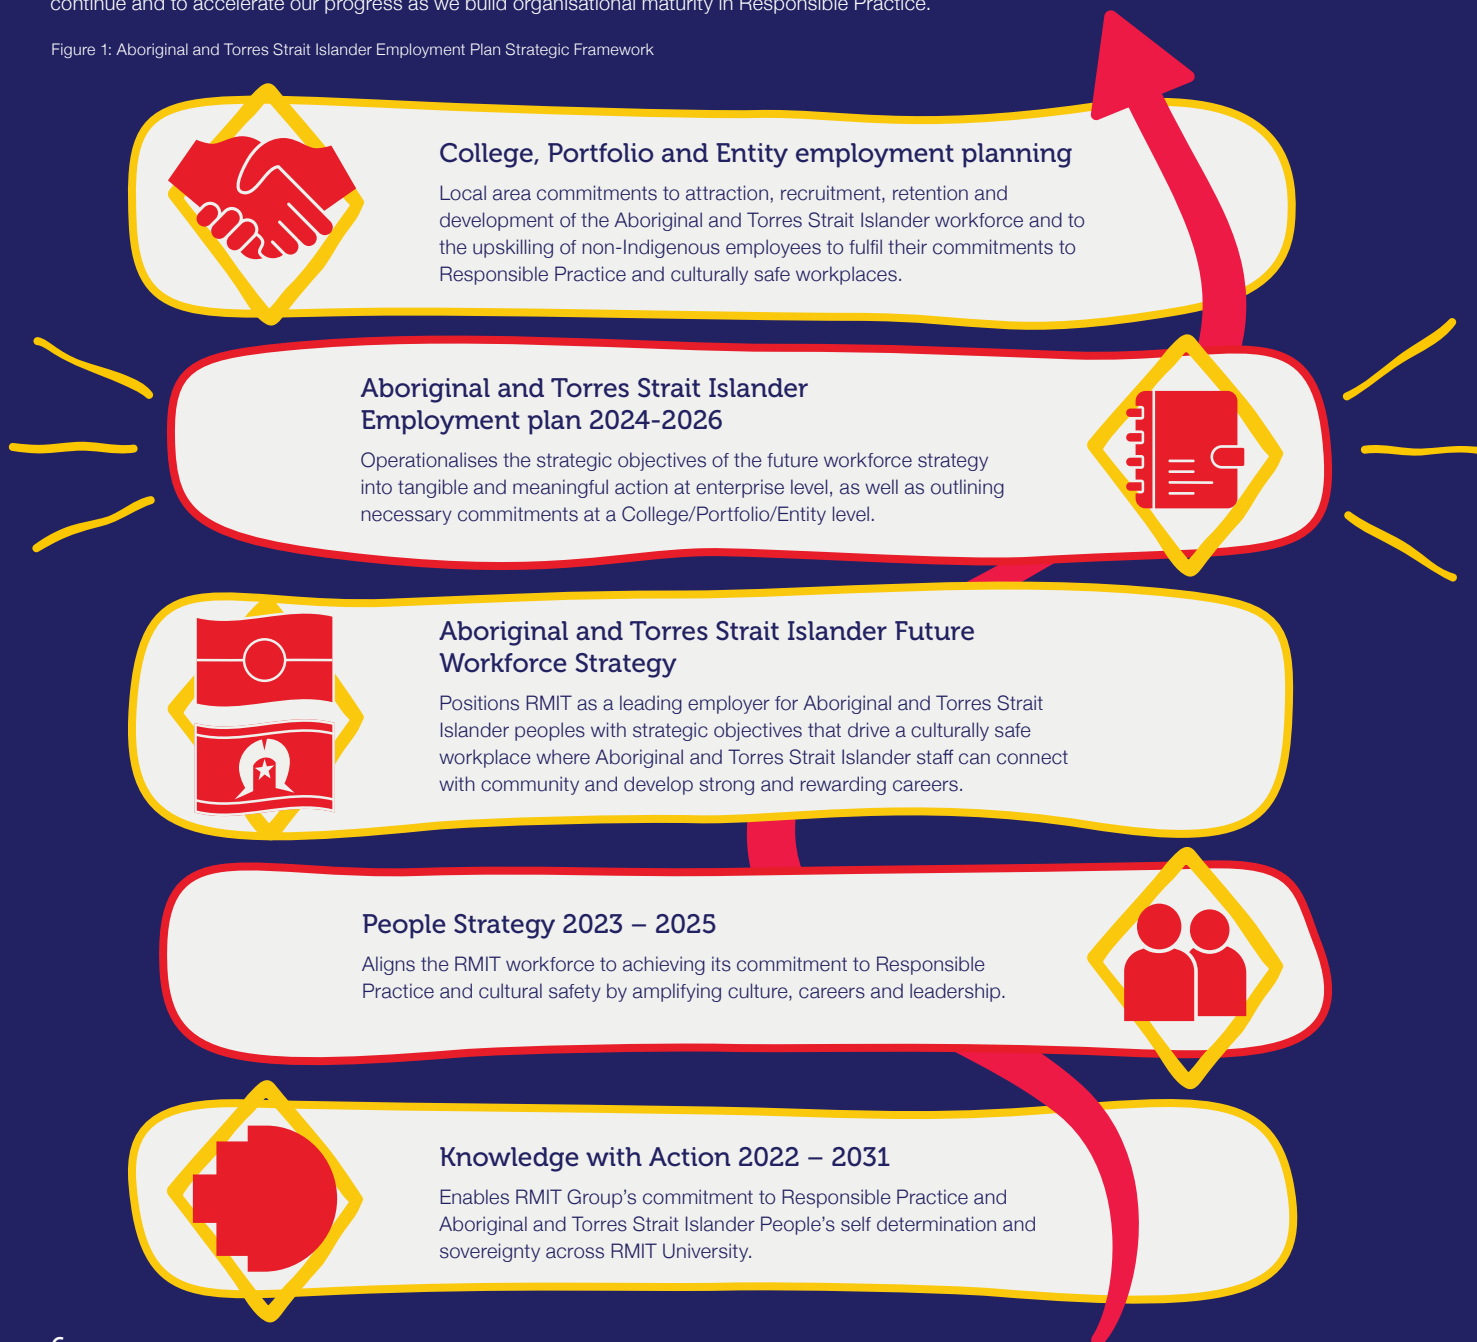 continue and to accelerate our progress as we build organisational maturity in Responsible Practice.
Figure 1: Aboriginal and Torres Strait Islander Employment Plan Strategic Framework
College, Portfolio and Entity employment planning
Local area commitments to attraction, recruitment, retention and
development of the Aboriginal and Torres Strait Islander workforce and to
the upskilling of non-Indigenous employees to fulfil their commitments to
Responsible Practice and culturally safe workplaces.
Aboriginal and Torres Strait Islander
Employment plan 2024-2026
Operationalises the strategic objectives of the future workforce strategy
into tangible and meaningful action at enterprise level, as well as outlining
necessary commitments at a College/Portfolio/Entity level.
Aboriginal and Torres Strait Islander Future
Workforce Strategy
Positions RMIT as a leading employer for Aboriginal and Torres Strait
Islander peoples with strategic objectives that drive a culturally safe
workplace where Aboriginal and Torres Strait Islander staff can connect
with community and develop strong and rewarding careers.
People Strategy 2023 – 2025
Aligns the RMIT workforce to achieving its commitment to Responsible
Practice and cultural safety by amplifying culture, careers and leadership.
Knowledge with Action 2022 – 2031
Enables RMIT Group's commitment to Responsible Practice and
Aboriginal and Torres Strait Islander People's self determination and
sovereignty across RMIT University.